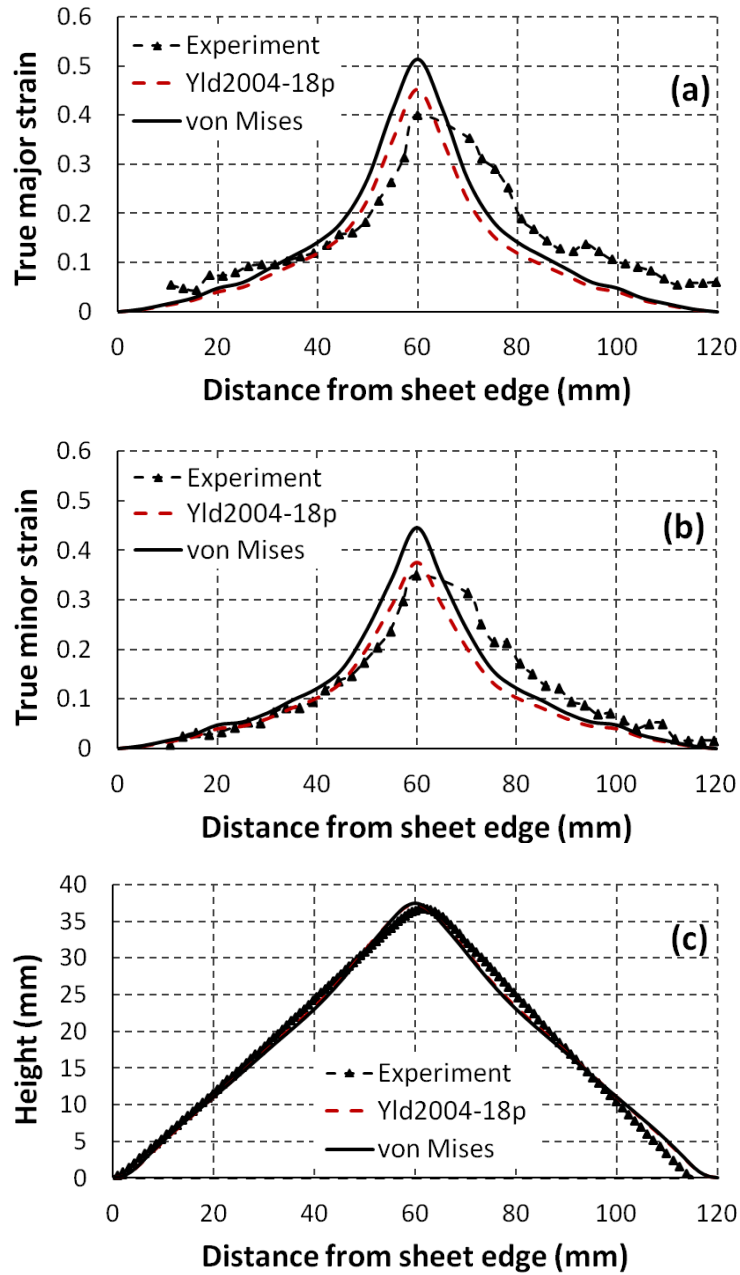 0.6
0.5
0.4
0.3
0.2
0.1
0
True major strain
Experiment
Yld2004-18p
von Mises
(a)
0 20 40 60 80 100 120
Distance from sheet edge (mm)
0.6
0.5
0.4
0.3
0.2
0.1
0
True minor strain
Experiment
Yld2004-18p
von Mises
(b)
0 20 40 60 80 100 120
Distance from sheet edge (mm)
40
35
30
25
20
15
10
5
0
Height (mm)
(c)
Experiment
Yld2004-18p
von Mises
0 20 40 60 80 100 120
Distance from sheet edge (mm)